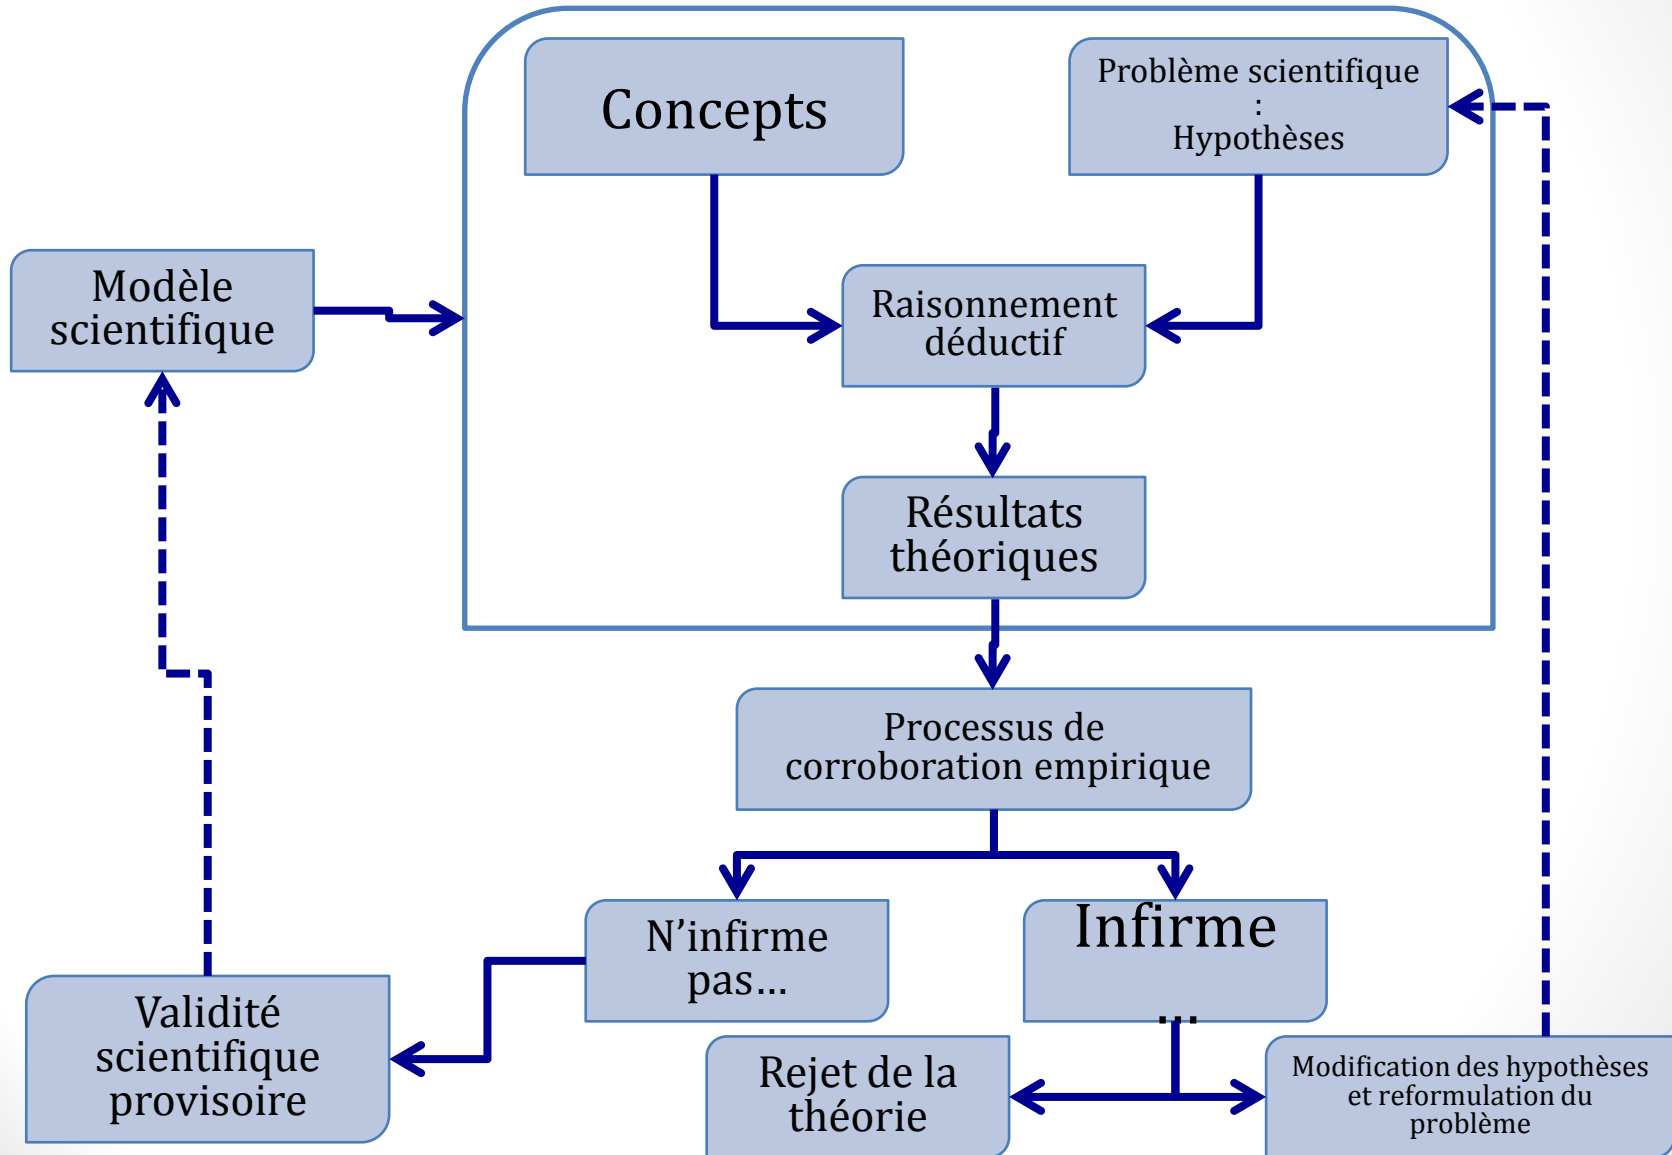 Concepts
Problème scientifique
:
Hypothèses
Modèle
scientifique
Raisonnement
déductif
Résultats
théoriques
Processus de
corroboration empirique
N’infirme
pas…
Infirme
…
Validité
scientifique
provisoire
Rejet de la
théorie
Modification des hypothèses
et reformulation du
problème